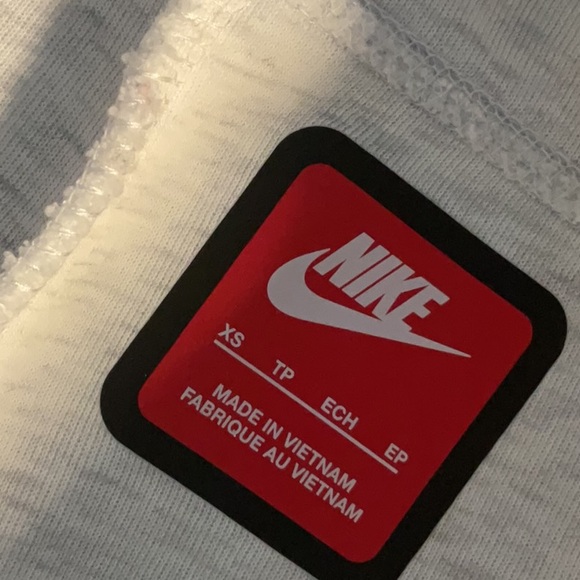 NIKE
XS TP ECH EP
MADE IN VIETNAM
FABRIQUE AU VIETNAM